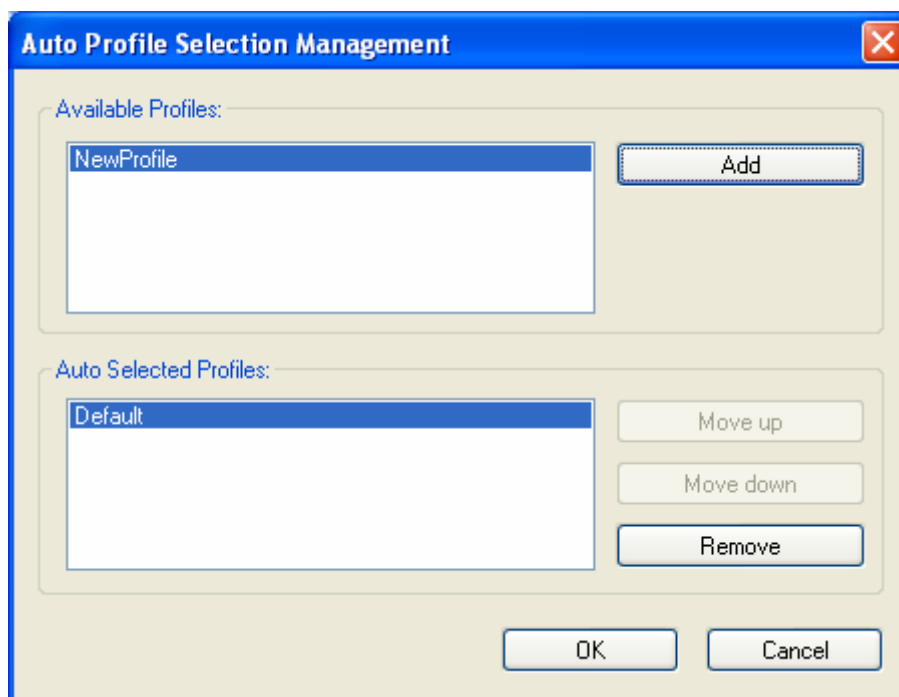 Auto Profile Selection Management
Available Profiles:
NewProfile
Add
Auto Selected Profiles:
Default
Move up
Move down
Remove
OK
Cancel